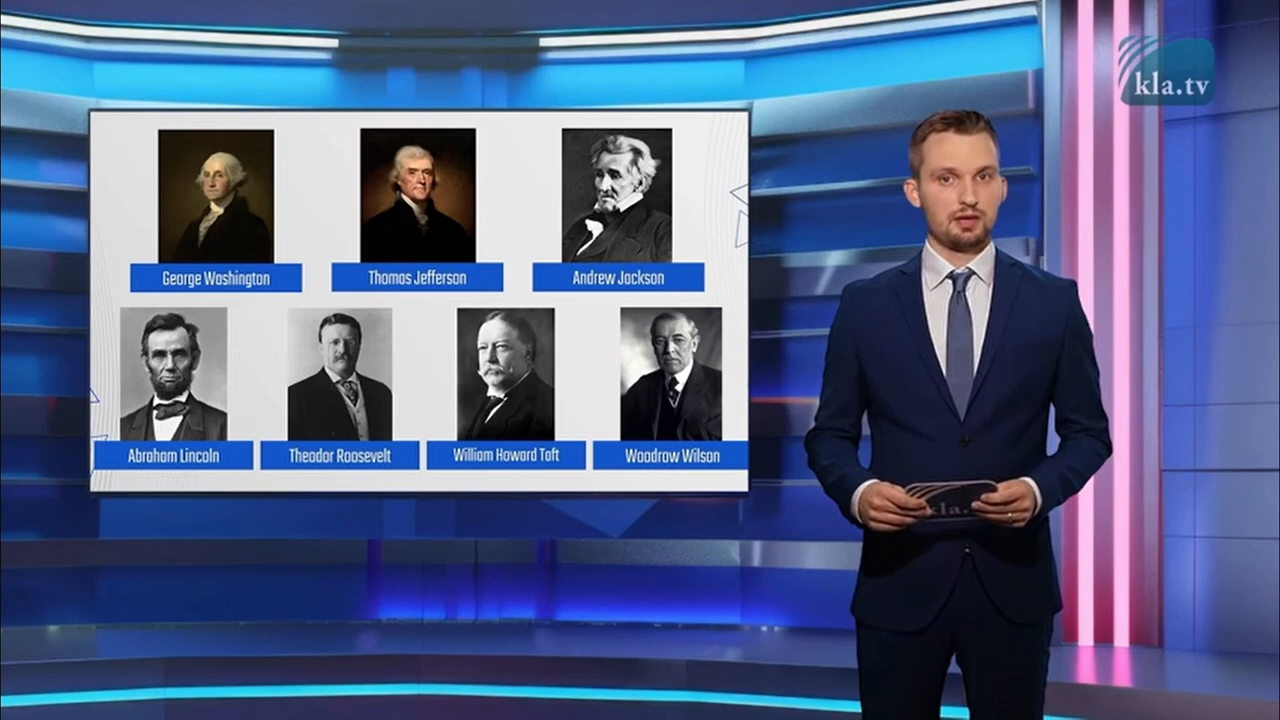 kla.tv
George Washington
Thomas Jefferson
Andrew Jackson
Abraham Lincoln
Theodor Roosevelt
William Howard Taft
Woodrow Wilson
kla.